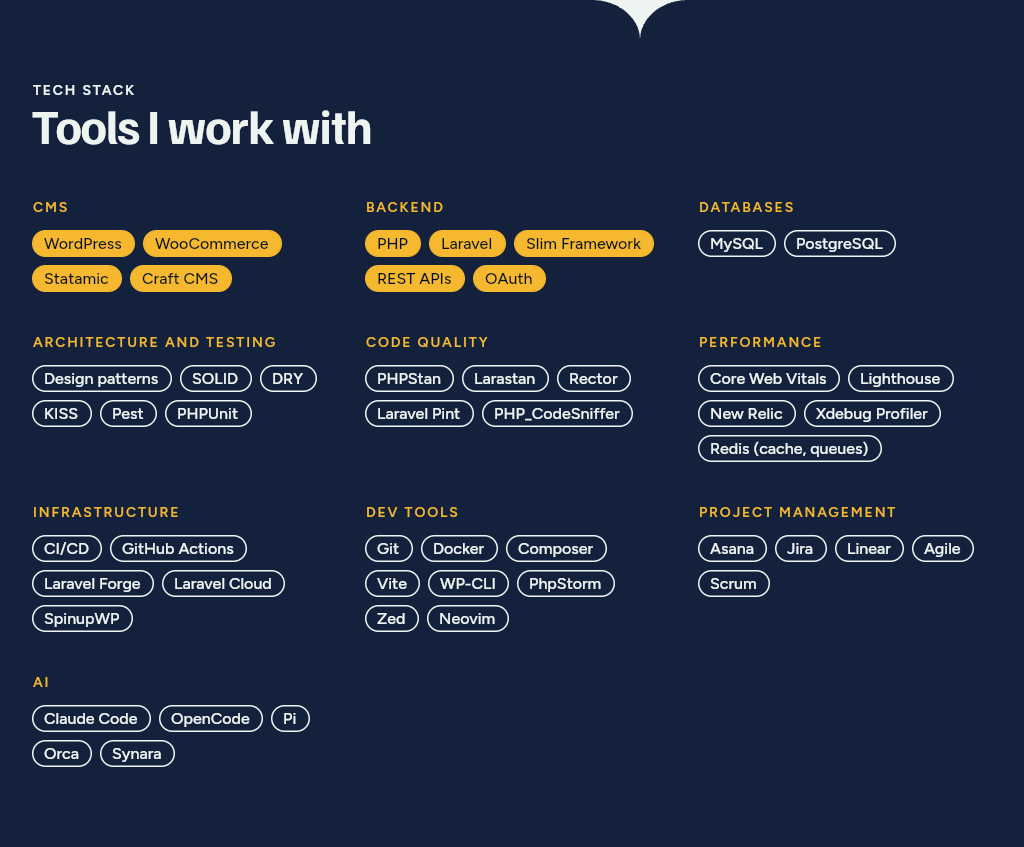 TECH STACK
Tools I work with
CMS
WordPress WooCommerce
Statamic Craft CMS
BACKEND
PHP Laravel Slim Framework
REST APIs OAuth
DATABASES
MySQL PostgreSQL
ARCHITECTURE AND TESTING
Design patterns SOLID DRY
KISS Pest PHPUnit
CODE QUALITY
PHPStan Larastan Rector
Laravel Pint PHP_CodeSniffer
PERFORMANCE
Core Web Vitals Lighthouse
New Relic Xdebug Profiler
Redis (cache, queues)
INFRASTRUCTURE
CI/CD GitHub Actions
Laravel Forge Laravel Cloud
SpinupWP
DEV TOOLS
Git Docker Composer
Vite WP-CLI PhpStorm
Zed Neovim
PROJECT MANAGEMENT
Asana Jira Linear Agile
Scrum
AI
Claude Code OpenCode Pi
Orca Synara